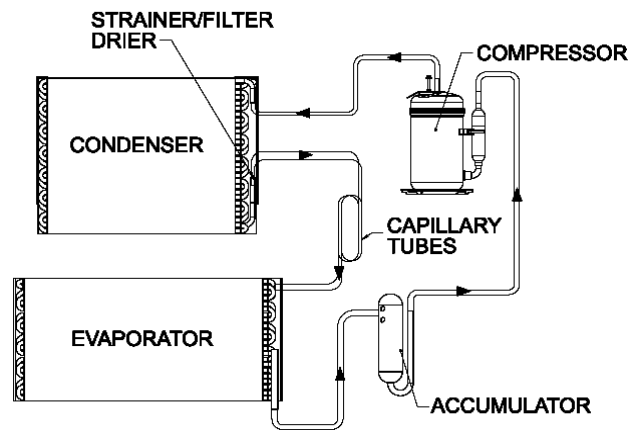 STRAINER/FILTER
DRIER
COMPRESSOR
CONDENSER
CAPILLARY
TUBES
EVAPORATOR
ACCUMULATOR